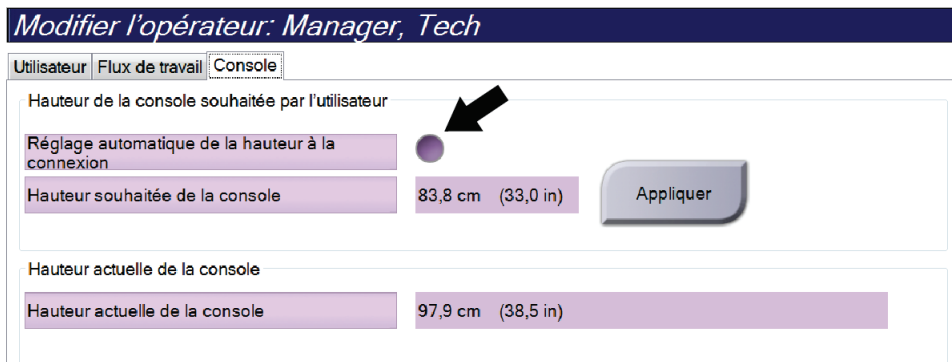 Modifier l'opérateur: Manager, Tech
Utilisateur Flux de travail Console
Hauteur de la console souhaitée par l'utilisateur
Réglage automatique de la hauteur à la
connexion
Hauteur souhaitée de la console 83,8 cm (33,0 in) Appliquer
Hauteur actuelle de la console
Hauteur actuelle de la console 97,9 cm (38,5 in)